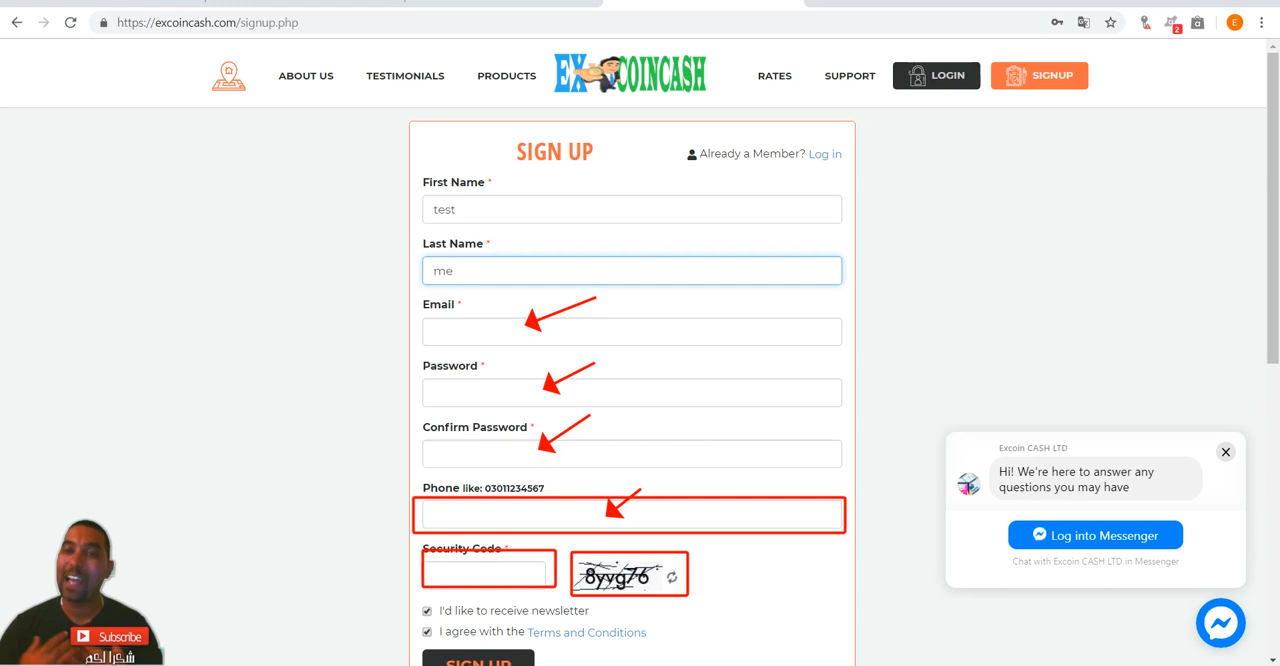 https://excoincash.com/signup.php
2
E
ABOUT US
TESTIMONIALS
PRODUCTS
EXCOINCASH
RATES
SUPPORT
LOGIN
SIGNUP
SIGN UP
Already a Member? Log in
First Name *
test
Last Name *
me
Email *
Password *
Confirm Password *
Phone like: 03011234567
Security Code *
8yvg76
I'd like to receive newsletter
I agree with the Terms and Conditions
SIGN UP
Excoin CASH LTD
Hi! We're here to answer any
questions you may have
Log into Messenger
Chat with Excoin CASH LTD in Messenger
Subscribe
شكرا لكم